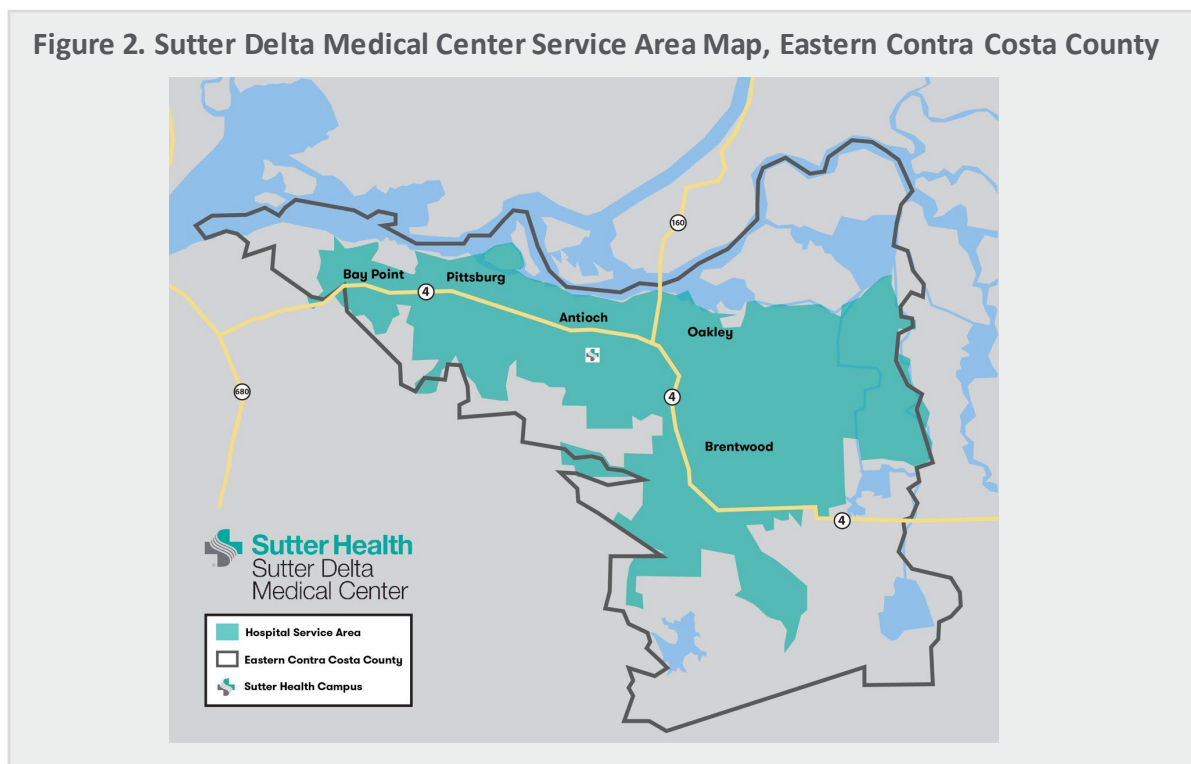 Figure 2. Sutter Delta Medical Center Service Area Map, Eastern Contra Costa County
160
Bay Point
Pittsburg
4
Antioch
Oakley
680
4
Brentwood
4
Sutter Health
Sutter Delta
Medical Center
Hospital Service Area
Eastern Contra Costa County
Sutter Health Campus